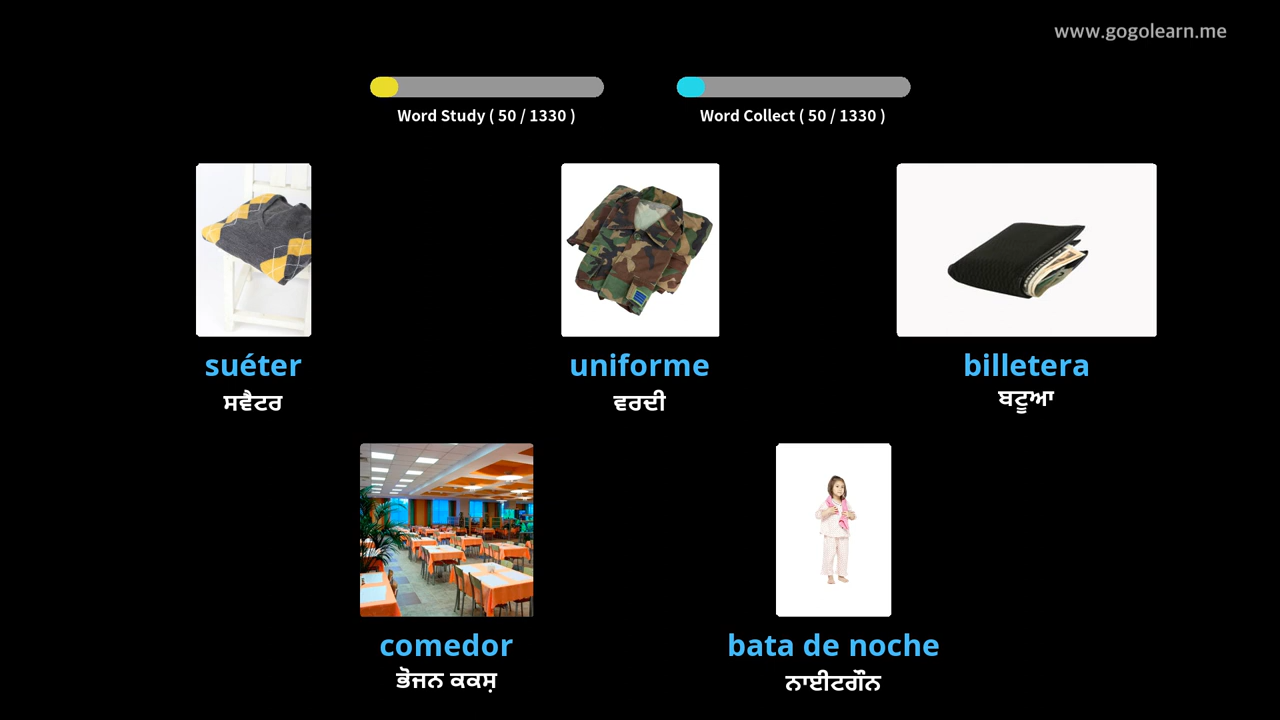 www.gogolearn.me
Word Study ( 50 / 1330 )
Word Collect ( 50 / 1330 )
suéter
ਸਵੈਟਰ
uniforme
ਵਰਦੀ
billetera
ਬਟੂਆ
comedor
ਭੋਜਨ ਕਕਸ਼
bata de noche
ਨਾਈਟਗੌਨ